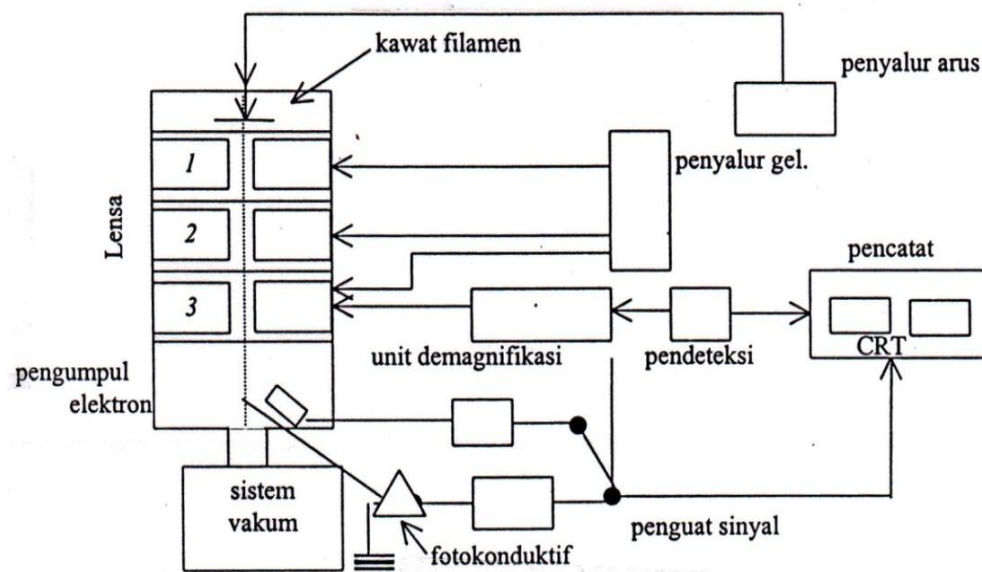 kawat filamen
penyalur arus
penyalur gel.
Lensa
1
2
3
pencatat
CRT
unit demagnifikasi
pendeteksi
pengumpul
elektron
sistem
vakum
fotokonduktif
penguat sinyal